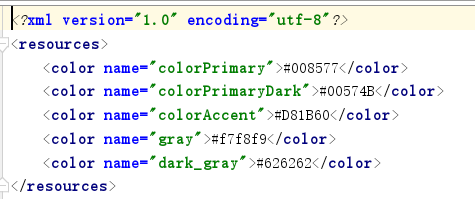 <?xml version="1.0" encoding="utf-8"?>
<resources>
<color name="colorPrimary">#008577</color>
<color name="colorPrimaryDark">#00574B</color>
<color name="colorAccent">#D81B60</color>
<color name="gray">#f7f8f9</color>
<color name="dark_gray">#626262</color>
</resources>